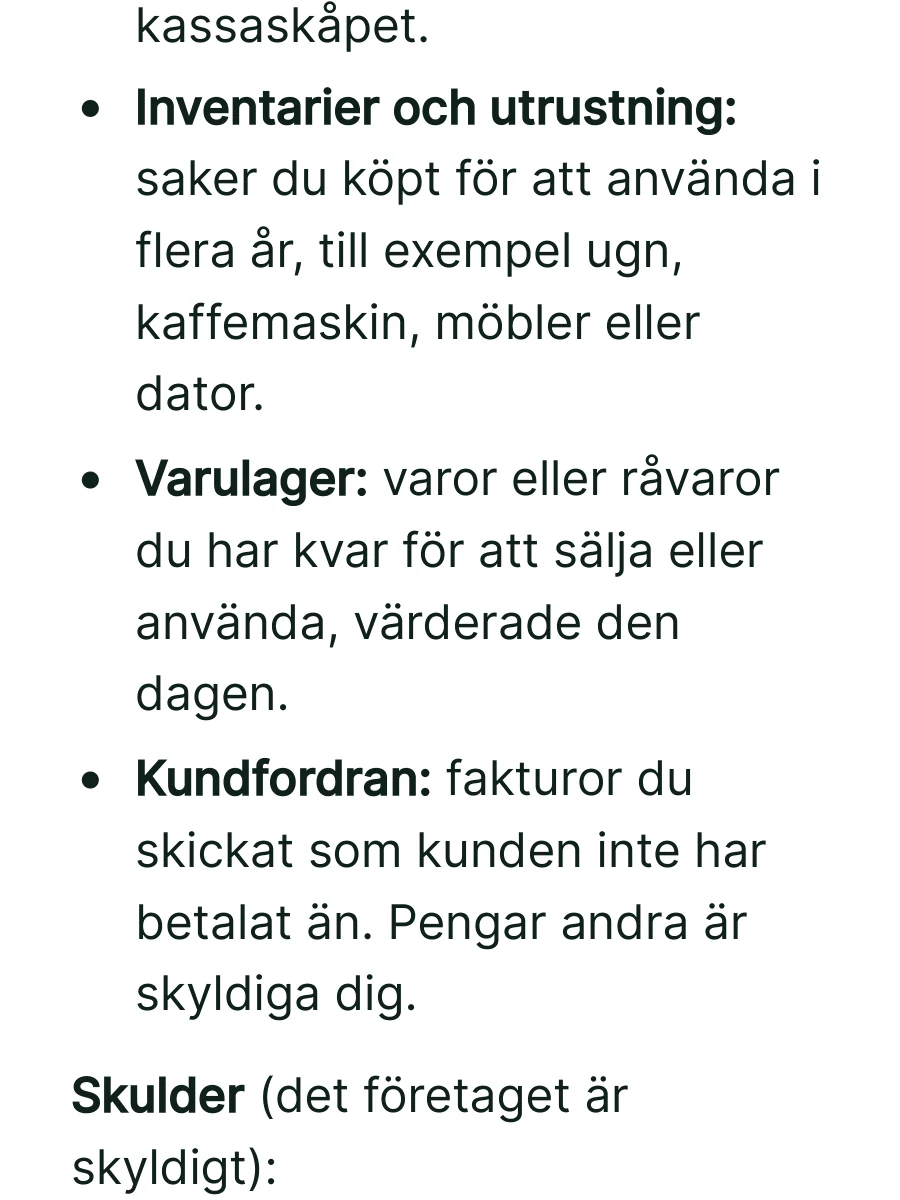 kassaskåpet.
• Inventarier och utrustning:
saker du köpt för att använda i
flera år, till exempel ugn,
kaffemaskin, möbler eller
dator.
• Varulager: varor eller råvaror
du har kvar för att sälja eller
använda, värderade den
dagen.
• Kundfordran: fakturor du
skickat som kunden inte har
betalat än. Pengar andra är
skyldiga dig.
Skulder (det företaget är
skyldigt):